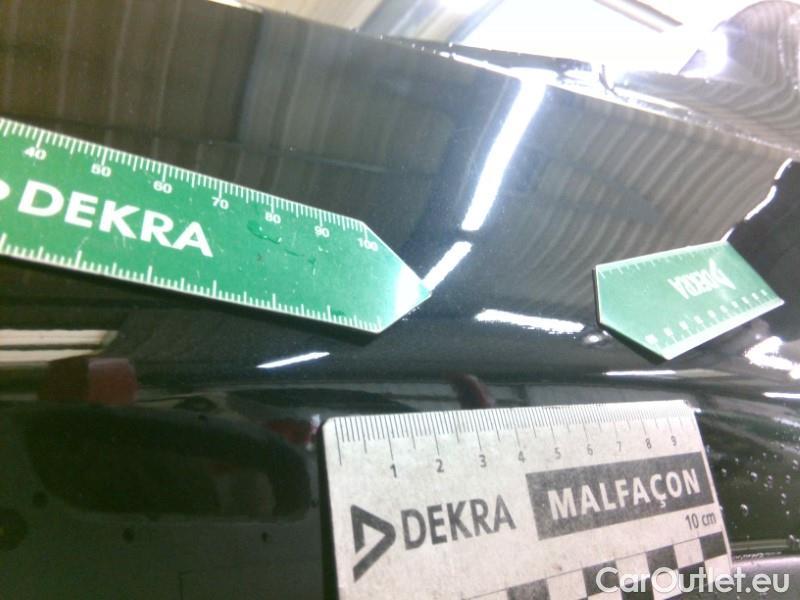 40 50 60 70 80 90 100
DEKRA
DEKRA
1 2 3 4 5 6 7 8 9
DEKRA MALFAÇON
10 cm
CarOutlet.eu